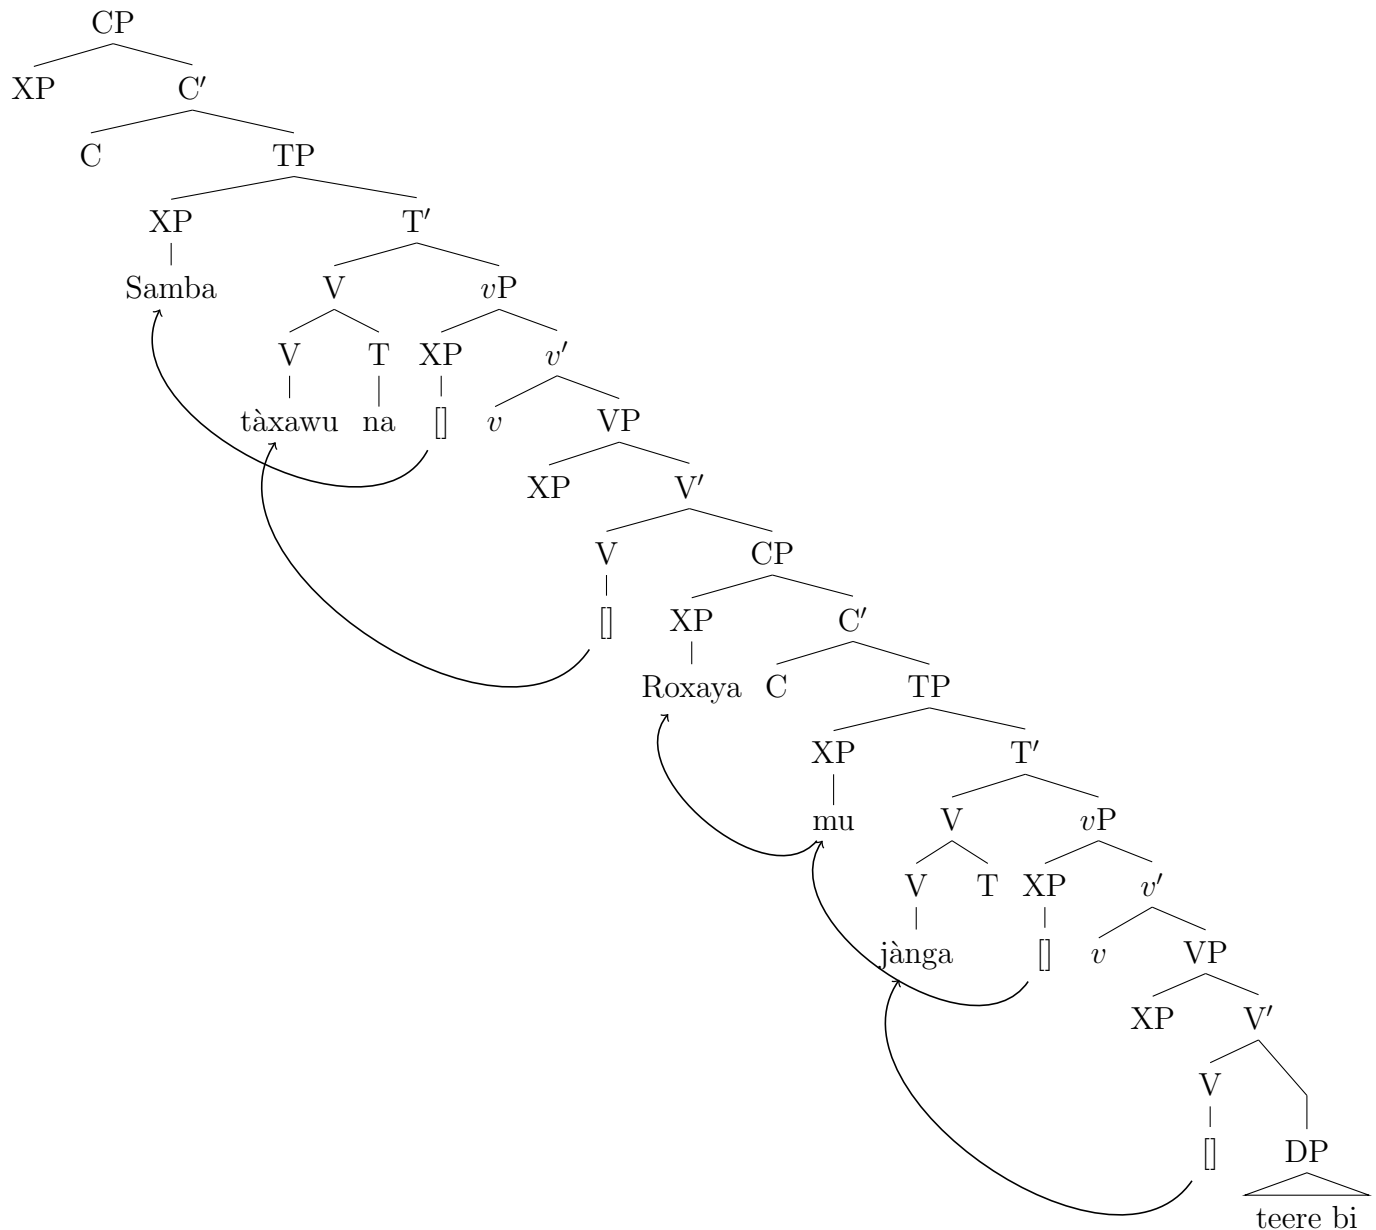 CP
XP C′
C TP
XP T′
Samba V vP
V T XP v′
tàxawu na [] v VP
XP V′
V CP
[] XP C′
Roxaya C TP
XP T′
mu V vP
V T XP v′
jànga [] v VP
XP V′
V
[] DP
teere bi